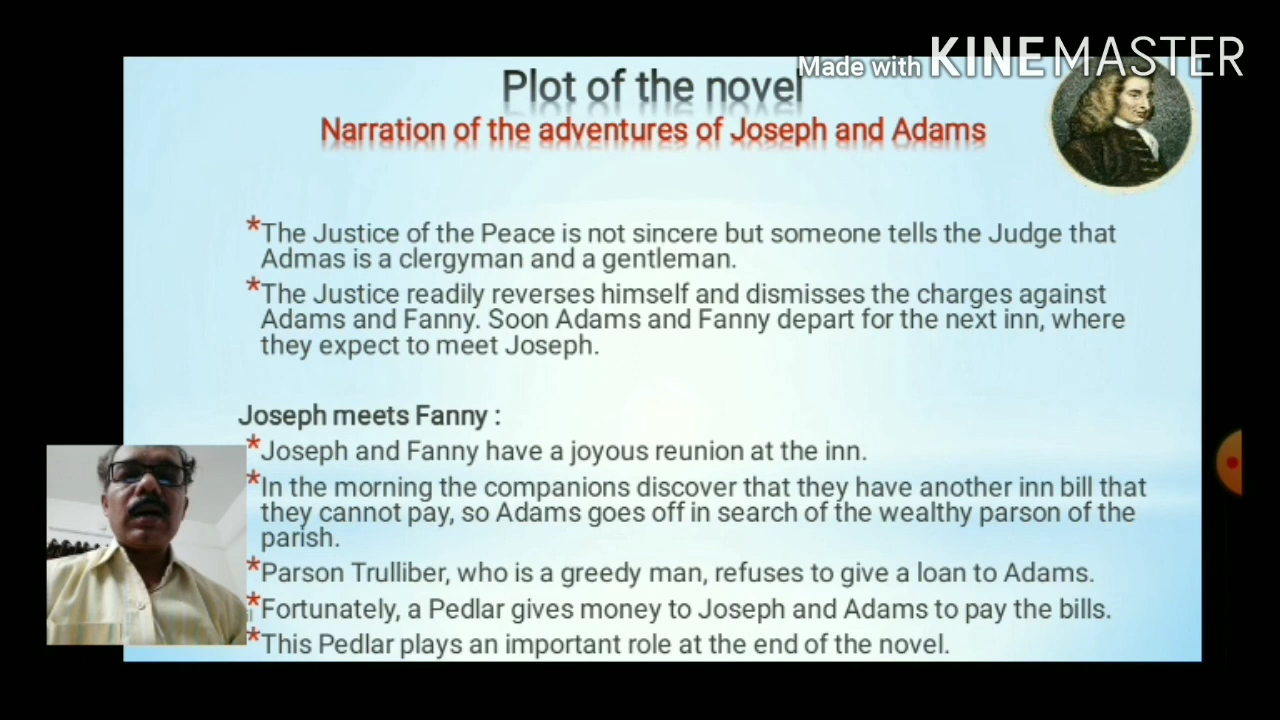 Made with KINEMASTER
Plot of the novel
Narration of the adventures of Joseph and Adams
*The Justice of the Peace is not sincere but someone tells the Judge that
Admas is a clergyman and a gentleman.
*The Justice readily reverses himself and dismisses the charges against
Adams and Fanny. Soon Adams and Fanny depart for the next inn, where
they expect to meet Joseph.
Joseph meets Fanny :
*Joseph and Fanny have a joyous reunion at the inn.
*In the morning the companions discover that they have another inn bill that
they cannot pay, so Adams goes off in search of the wealthy parson of the
parish.
*Parson Trulliber, who is a greedy man, refuses to give a loan to Adams.
*Fortunately, a Pedlar gives money to Joseph and Adams to pay the bills.
*This Pedlar plays an important role at the end of the novel.